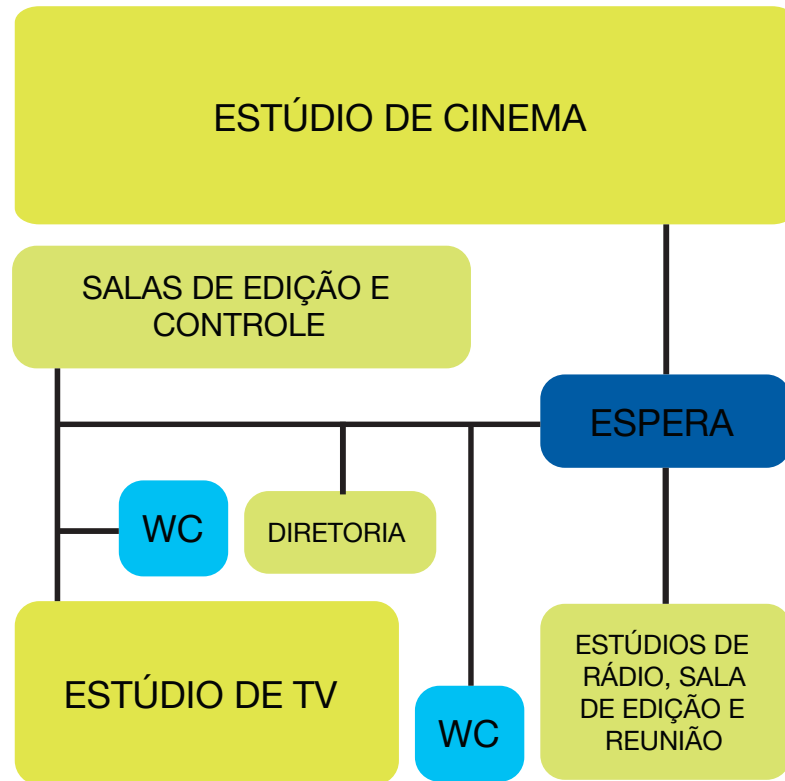 ESTÚDIO DE CINEMA
SALAS DE EDIÇÃO E
CONTROLE
ESPERA
WC
DIRETORIA
ESTÚDIO DE TV
WC
ESTÚDIOS DE
RÁDIO, SALA
DE EDIÇÃO E
REUNIÃO